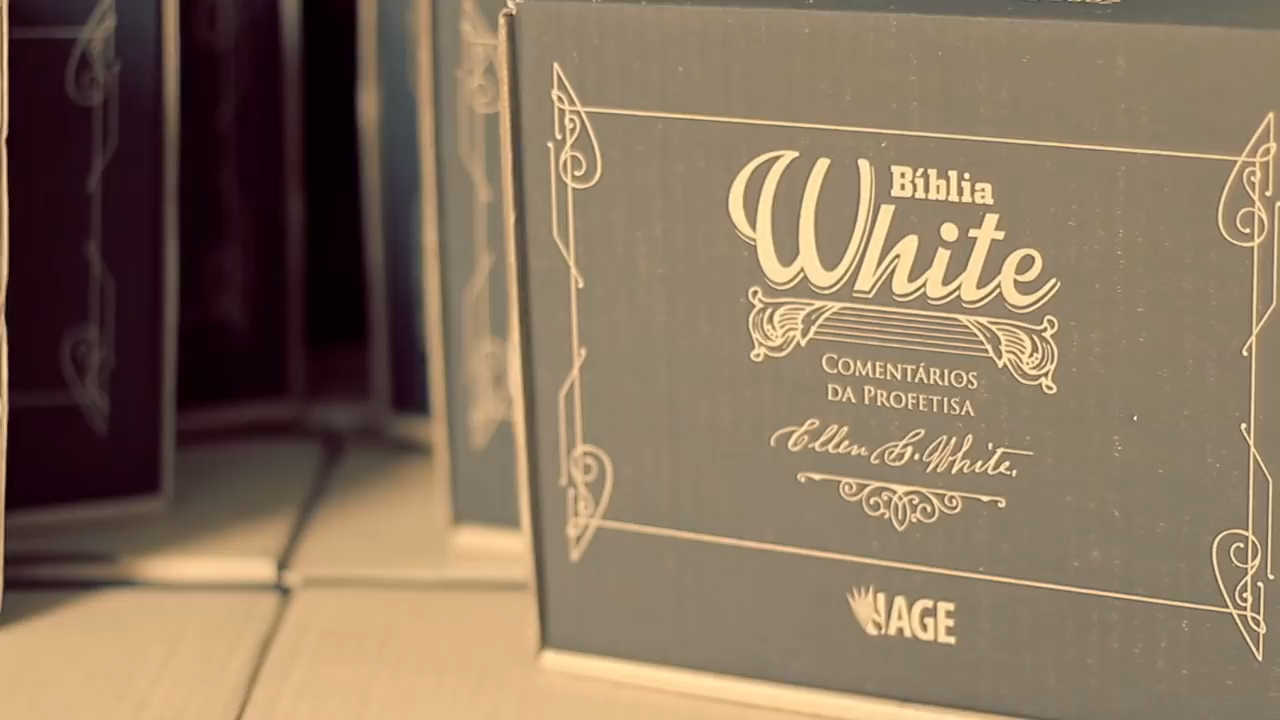 Bíblia
White
COMENTÁRIOS
DA PROFETISA
Ellen G. White.
AGE